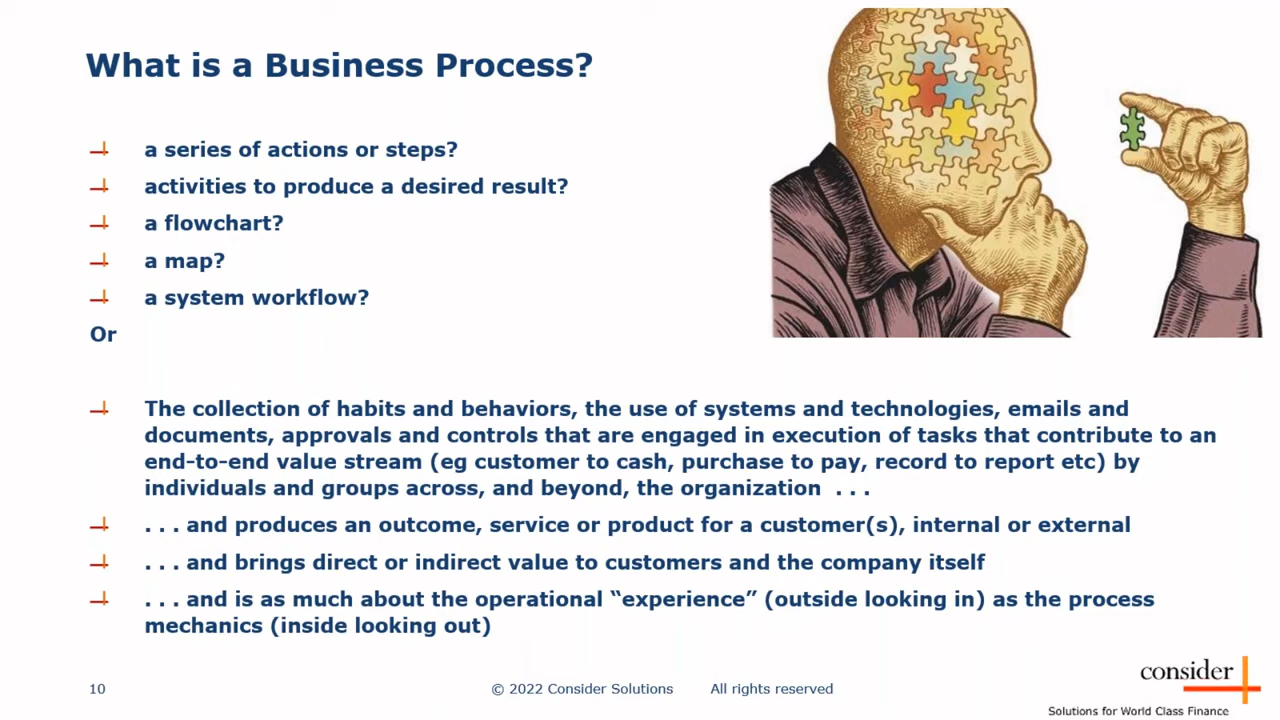 What is a Business Process?
a series of actions or steps?
activities to produce a desired result?
a flowchart?
a map?
a system workflow?
Or
The collection of habits and behaviors, the use of systems and technologies, emails and
documents, approvals and controls that are engaged in execution of tasks that contribute to an
end-to-end value stream (eg customer to cash, purchase to pay, record to report etc) by
individuals and groups across, and beyond, the organization . . .
. . . and produces an outcome, service or product for a customer(s), internal or external
. . . and brings direct or indirect value to customers and the company itself
. . . and is as much about the operational “experience” (outside looking in) as the process
mechanics (inside looking out)
10
© 2022 Consider Solutions All rights reserved
consider
Solutions for World Class Finance